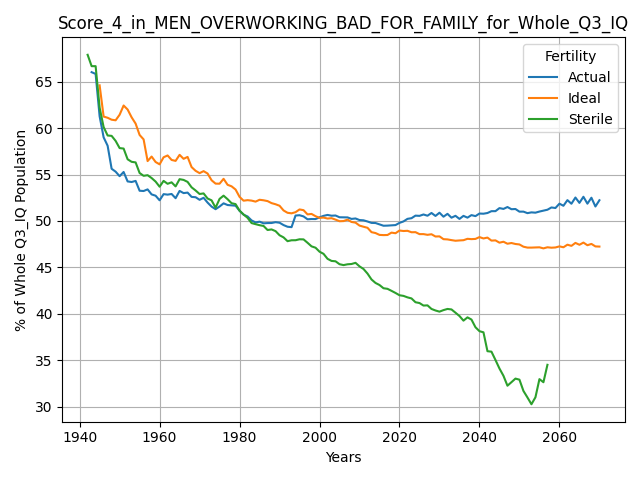 Score_4_in_MEN_OVERWORKING_BAD_FOR_FAMILY_for_Whole_Q3_IQ
Fertility
Actual
Ideal
Sterile
% of Whole Q3_IQ Population
65
60
55
50
45
40
35
30
1940
1960
1980
2000
2020
2040
2060
Years